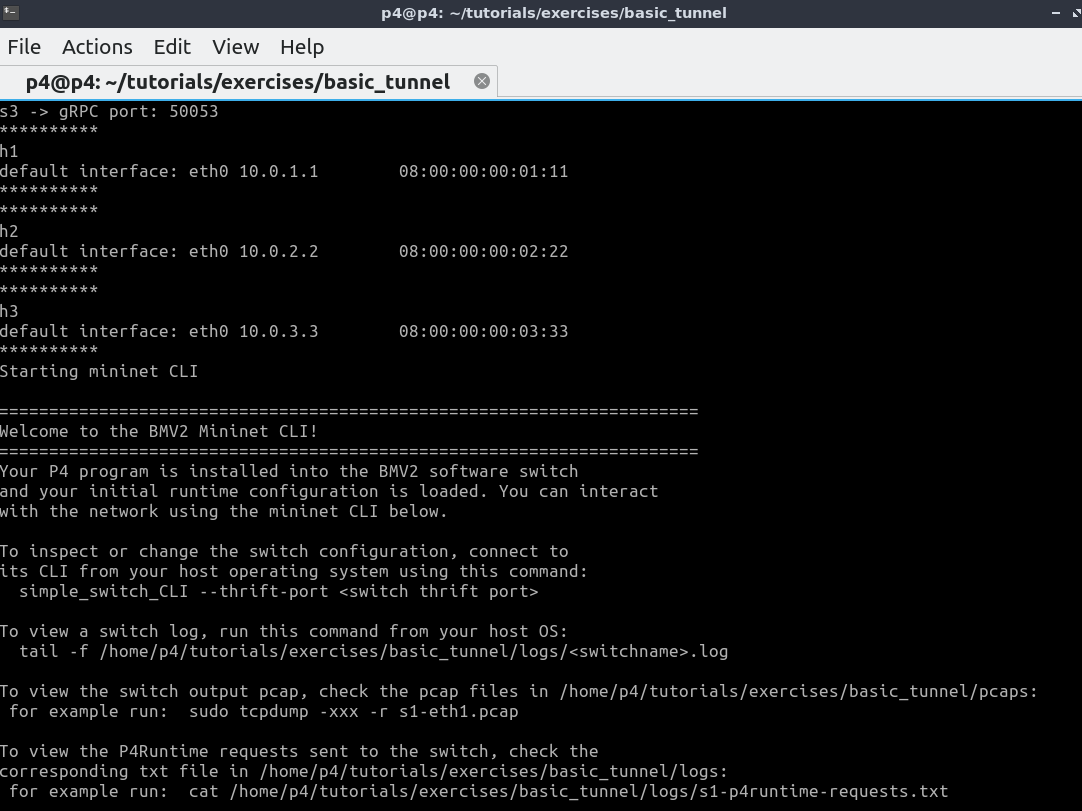 p4@p4: ~/tutorials/exercises/basic_tunnel
File Actions Edit View Help
p4@p4: ~/tutorials/exercises/basic_tunnel
s3 -> gRPC port: 50053
**********
h1
default interface: eth0 10.0.1.1        08:00:00:00:01:11
**********
**********
h2
default interface: eth0 10.0.2.2        08:00:00:00:02:22
**********
**********
h3
default interface: eth0 10.0.3.3        08:00:00:00:03:33
**********
Starting mininet CLI
======================================================================
Welcome to the BMV2 Mininet CLI!
======================================================================
Your P4 program is installed into the BMV2 software switch
and your initial runtime configuration is loaded. You can interact
with the network using the mininet CLI below.
To inspect or change the switch configuration, connect to
its CLI from your host operating system using this command:
  simple_switch_CLI --thrift-port <switch thrift port>
To view a switch log, run this command from your host OS:
  tail -f /home/p4/tutorials/exercises/basic_tunnel/logs/<switchname>.log
To view the switch output pcap, check the pcap files in /home/p4/tutorials/exercises/basic_tunnel/pcaps:
 for example run:  sudo tcpdump -xxx -r s1-eth1.pcap
To view the P4Runtime requests sent to the switch, check the
corresponding txt file in /home/p4/tutorials/exercises/basic_tunnel/logs:
 for example run:  cat /home/p4/tutorials/exercises/basic_tunnel/logs/s1-p4runtime-requests.txt